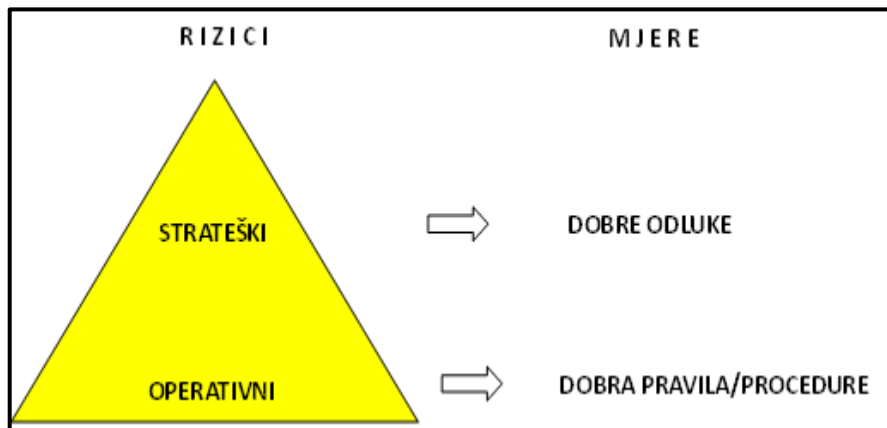 RIZICI MJERE
STRATEŠKI DOBRE ODLUKE
OPERATIVNI DOBRA PRAVILA/PROCEDURE